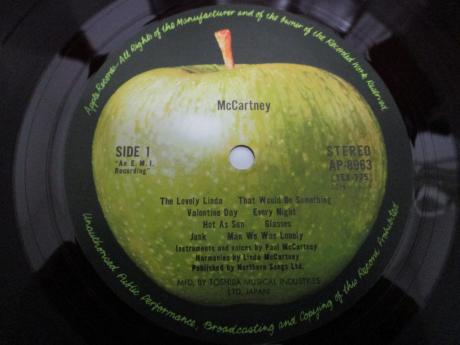 Apple Records-All Rights of the Manufacturer and of the Owner of the Recorded Work Reserved
McCartney
SIDE 1
"An E.M.I.
Recording"
STEREO
AP-8963
The Lovely Linda That Would Be Something
Valentine Day Every Night
Hot As Sun Glasses
Junk Man We Was Lonely
Instruments and voices by Paul McCartney
Harmonies by Linda McCartney
Published by Northern Songs Ltd.
MFD. BY TOSHIBA MUSICAL INDUSTRIES
LTD. JAPAN
Unauthorised Public Performance, Broadcasting and Copying of this Record Prohibited